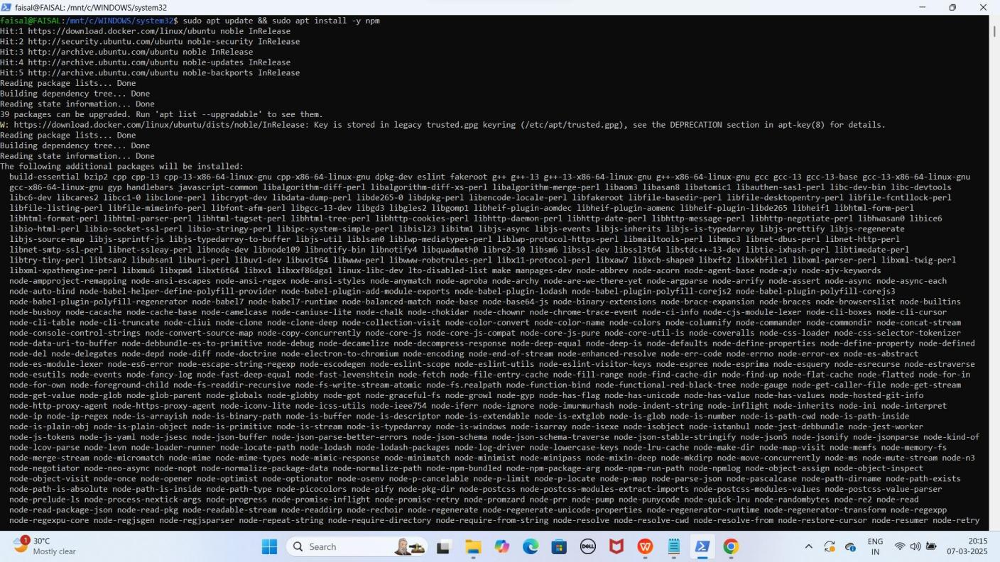 faisal@FAISAL: /mnt/c/WINDOWS/system32
faisal@FAISAL:/mnt/c/WINDOWS/system32$ sudo apt update && sudo apt install -y npm
Hit:1 https://download.docker.com/linux/ubuntu noble InRelease
Hit:2 http://security.ubuntu.com/ubuntu noble-security InRelease
Hit:3 http://archive.ubuntu.com/ubuntu noble InRelease
Hit:4 http://archive.ubuntu.com/ubuntu noble-updates InRelease
Hit:5 http://archive.ubuntu.com/ubuntu noble-backports InRelease
Reading package lists... Done
Building dependency tree... Done
Reading state information... Done
39 packages can be upgraded. Run 'apt list --upgradable' to see them.
W: https://download.docker.com/linux/ubuntu/dists/noble/InRelease: Key is stored in legacy trusted.gpg keyring (/etc/apt/trusted.gpg), see the DEPRECATION section in apt-key(8) for details.
Reading package lists... Done
Building dependency tree... Done
Reading state information... Done
The following additional packages will be installed:
build-essential bzip2 cpp cpp-13 cpp-13-x86-64-linux-gnu cpp-x86-64-linux-gnu dpkg-dev eslint fakeroot g++ g++-13 g++-13-x86-64-linux-gnu g++-x86-64-linux-gnu gcc gcc-13 gcc-13-base gcc-13-x86-64-linux-gnu
gcc-x86-64-linux-gnu gyp handlebars javascript-common libalgorithm-diff-perl libalgorithm-diff-xs-perl libalgorithm-merge-perl libaom3 libasan8 libatomic1 libauthen-sasl-perl libc-dev-bin libc-devtools
libc6-dev libcares2 libcc1-0 libclone-perl libcrypt-dev libdata-dump-perl libde265-0 libdpkg-perl libencode-locale-perl libfakeroot libfile-basedir-perl libfile-desktopentry-perl libfile-fcntllock-perl
libfile-listing-perl libfile-mimeinfo-perl libfont-afm-perl libgcc-13-dev libgd3 libgles2 libgomp1 libheif-plugin-aomdec libheif-plugin-aomenc libheif-plugin-libde265 libheif1 libhtml-form-perl
libhtml-format-perl libhtml-parser-perl libhtml-tagset-perl libhtml-tree-perl libhttp-cookies-perl libhttp-daemon-perl libhttp-date-perl libhttp-message-perl libhttp-negotiate-perl libhwasan0 libice6
libio-html-perl libio-socket-ssl-perl libio-stringy-perl libipc-system-simple-perl libisl23 libitm1 libjs-async libjs-events libjs-inherits libjs-is-typedarray libjs-prettify libjs-regenerate
libjs-source-map libjs-sprintf-js libjs-typedarray-to-buffer libjs-util liblsan0 liblwp-mediatypes-perl liblwp-protocol-https-perl libmailtools-perl libmpc3 libnet-dbus-perl libnet-http-perl
libnet-smtp-ssl-perl libnet-ssleay-perl libnode-dev libnode109 libnotify-bin libnotify4 libquadmath0 libre2-10 libsm6 libssl-dev libssl3t64 libstdc++-13-dev libtie-ixhash-perl libtimedate-perl
libtry-tiny-perl libtsan2 libubsan1 liburi-perl libuv1-dev libuv1t64 libwww-perl libwww-robotrules-perl libx11-protocol-perl libxaw7 libxcb-shape0 libxft2 libxkbfile1 libxml-parser-perl libxml-twig-perl
libxml-xpathengine-perl libxmu6 libxpm4 libxt6t64 libxv1 libxxf86dga1 linux-libc-dev lto-disabled-list make manpages-dev node-abbrev node-acorn node-agent-base node-ajv node-ajv-keywords
node-ampproject-remapping node-ansi-escapes node-ansi-regex node-ansi-styles node-anymatch node-aproba node-archy node-are-we-there-yet node-argparse node-arrify node-assert node-async node-async-each
node-auto-bind node-babel-helper-define-polyfill-provider node-babel-plugin-add-module-exports node-babel-plugin-lodash node-babel-plugin-polyfill-corejs2 node-babel-plugin-polyfill-corejs3
node-babel-plugin-polyfill-regenerator node-babel7 node-babel7-runtime node-balanced-match node-base node-base64-js node-binary-extensions node-brace-expansion node-braces node-browserslist node-builtins
node-busboy node-cacache node-cache-base node-camelcase node-caniuse-lite node-chalk node-chokidar node-chownr node-chrome-trace-event node-ci-info node-cjs-module-lexer node-cli-boxes node-cli-cursor
node-cli-table node-cli-truncate node-cliui node-clone node-clone-deep node-collection-visit node-color-convert node-color-name node-colors node-columnify node-commander node-commondir node-concat-stream
node-console-control-strings node-convert-source-map node-copy-concurrently node-core-js node-core-js-compat node-core-js-pure node-core-util-is node-coveralls node-css-loader node-css-selector-tokenizer
node-data-uri-to-buffer node-debbundle-es-to-primitive node-debug node-decamelize node-decompress-response node-deep-equal node-deep-is node-defaults node-define-properties node-define-property node-defined
node-del node-delegates node-depd node-diff node-doctrine node-electron-to-chromium node-encoding node-end-of-stream node-enhanced-resolve node-err-code node-errno node-error-ex node-es-abstract
node-es-module-lexer node-es6-error node-escape-string-regexp node-escodegen node-eslint-scope node-eslint-utils node-eslint-visitor-keys node-espree node-esprima node-esquery node-esrecurse node-estraverse
node-esutils node-events node-fancy-log node-fast-deep-equal node-fast-levenshtein node-fetch node-file-entry-cache node-fill-range node-find-cache-dir node-find-up node-flat-cache node-flatted node-for-in
node-for-own node-foreground-child node-fs-readdir-recursive node-fs-write-stream-atomic node-fs.realpath node-function-bind node-functional-red-black-tree node-gauge node-get-caller-file node-get-stream
node-get-value node-glob node-glob-parent node-globals node-globby node-got node-graceful-fs node-growl node-gyp node-has-flag node-has-unicode node-has-value node-has-values node-hosted-git-info
node-http-proxy-agent node-https-proxy-agent node-iconv-lite node-icss-utils node-ieee754 node-iferr node-ignore node-imurmurhash node-indent-string node-inflight node-inherits node-ini node-interpret
node-ip node-ip-regex node-is-arrayish node-is-binary-path node-is-buffer node-is-descriptor node-is-extendable node-is-extglob node-is-glob node-is-number node-is-path-cwd node-is-path-inside
node-is-plain-obj node-is-plain-object node-is-primitive node-is-stream node-is-typedarray node-is-windows node-isarray node-isexe node-isobject node-istanbul node-jest-debbundle node-jest-worker
node-js-tokens node-js-yaml node-jsesc node-json-buffer node-json-parse-better-errors node-json-schema node-json-schema-traverse node-json-stable-stringify node-json5 node-jsonify node-jsonparse node-kind-of
node-lcov-parse node-levn node-loader-runner node-locate-path node-lodash node-lodash-packages node-log-driver node-lowercase-keys node-lru-cache node-make-dir node-map-visit node-memfs node-memory-fs
node-merge-stream node-micromatch node-mime node-mime-types node-mimic-response node-minimatch node-minimist node-minipass node-mixin-deep node-mkdirp node-move-concurrently node-ms node-mute-stream node-n3
node-negotiator node-neo-async node-nopt node-normalize-package-data node-normalize-path node-npm-bundled node-npm-package-arg node-npm-run-path node-npmlog node-object-assign node-object-inspect
node-object-visit node-once node-opener node-optimist node-optionator node-osenv node-p-cancelable node-p-limit node-p-locate node-p-map node-parse-json node-pascalcase node-path-dirname node-path-exists
node-path-is-absolute node-path-is-inside node-path-type node-picocolors node-pify node-pkg-dir node-postcss node-postcss-modules-extract-imports node-postcss-modules-values node-postcss-value-parser
node-prelude-ls node-process-nextick-args node-progress node-promise-inflight node-promise-retry node-promzard node-prr node-pump node-punycode node-quick-lru node-randombytes node-re2 node-read
node-read-package-json node-read-pkg node-readable-stream node-readdirp node-rechoir node-regenerate node-regenerate-unicode-properties node-regenerator-runtime node-regenerator-transform node-regexpp
node-regexpu-core node-regjsgen node-regjsparser node-repeat-string node-require-directory node-require-from-string node-resolve node-resolve-cwd node-resolve-from node-restore-cursor node-resumer node-retry
1
30°C
Mostly clear
Search
DELL
ENG
IN
20:15
07-03-2025